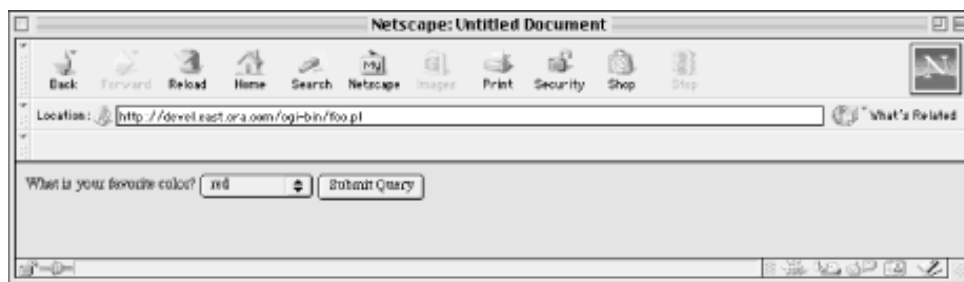 Netscape: Untitled Document
Back Forward Reload Home Search Netscape Images Print Security Shop Stop
My
N
Location: http://devel.east.ora.com/cgi-bin/foo.pl What's Related
What is your favorite color? red Submit Query